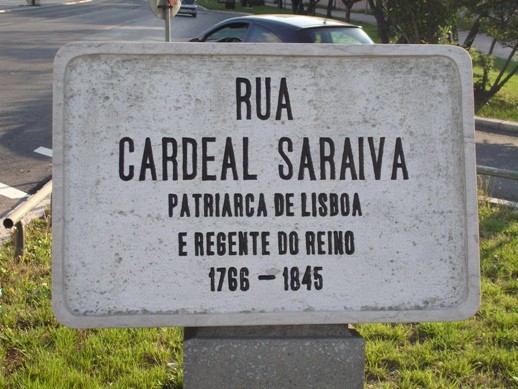 RUA
CARDEAL SARAIVA
PATRIARCA DE LISBOA
E REGENTE DO REINO
1766 - 1845